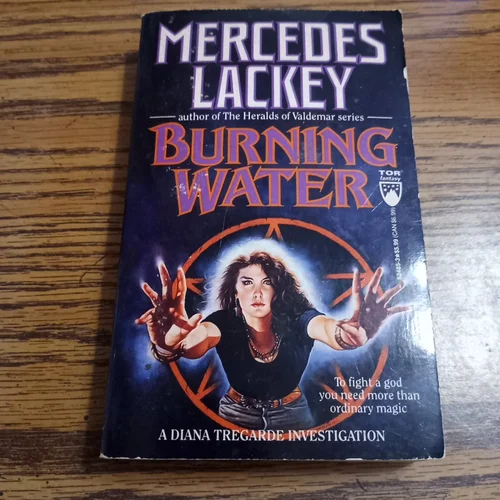 MERCEDES
LACKEY
author of The Heralds of Valdemar series
BURNING
WATER
TOR
fantasy
To fight a god
you need more than
ordinary magic
A DIANA TREGARDE INVESTIGATION